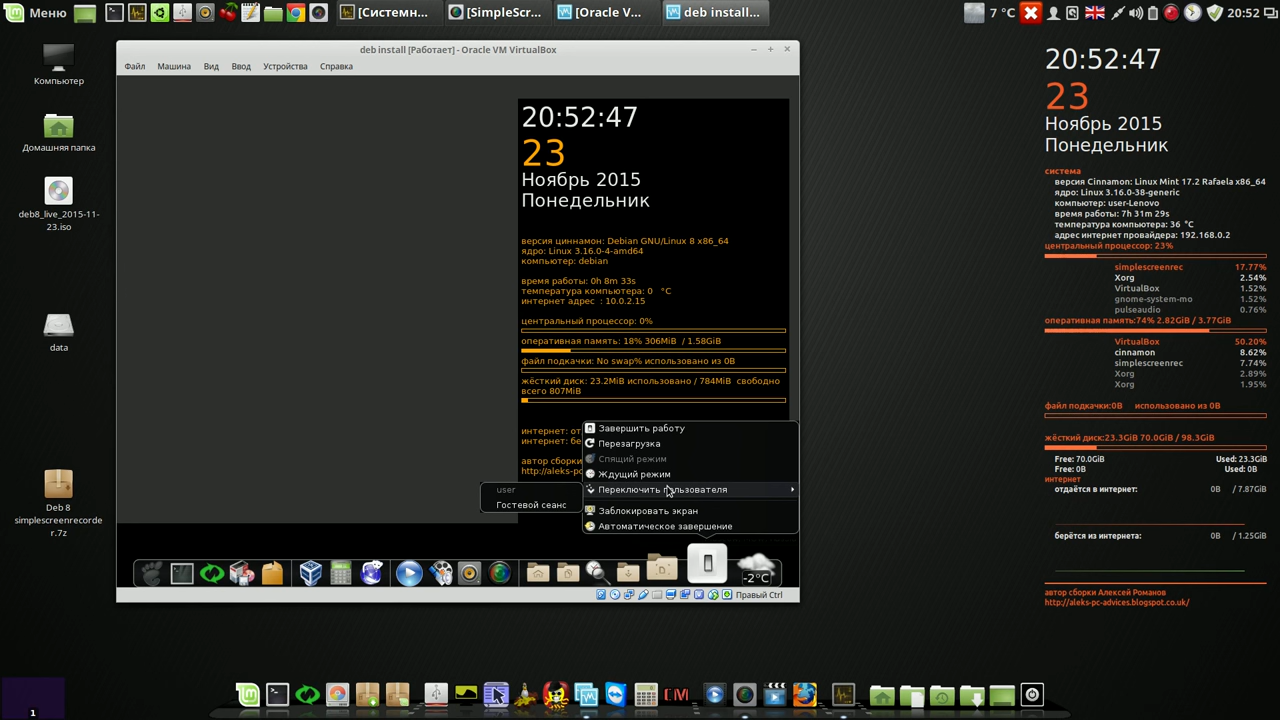 Меню
[Системн...
[SimpleScr...
[Oracle V...
deb install...
7 °C
20:52
deb install [Работает] - Oracle VM VirtualBox
Файл Машина Вид Ввод Устройства Справка
Компьютер
Домашняя папка
deb8_live_2015-11-
23.iso
data
Deb 8
simplescreenrecorde
r.7z
20:52:47
23
Ноябрь 2015
Понедельник
версия циннамон: Debian GNU/Linux 8 x86_64
ядро: Linux 3.16.0-4-amd64
компьютер: debian
время работы: 0h 8m 33s
температура компьютера: 0 °C
интернет адрес : 10.0.2.15
центральный процессор: 0%
оперативная память: 18% 306MiB / 1.58GiB
файл подкачки: No swap% использовано из 0B
жёсткий диск: 23.2MiB использовано / 784MiB свободно
всего 807MiB
интернет: от
интернет: бе
автор сборки
http://aleks-pc
Завершить работу
Перезагрузка
Спящий режим
Ждущий режим
Переключить пользователя
Заблокировать экран
Автоматическое завершение
user
Гостевой сеанс
-2°C
Правый Ctrl
20:52:47
23
Ноябрь 2015
Понедельник
система
версия Cinnamon: Linux Mint 17.2 Rafaela x86_64
ядро: Linux 3.16.0-38-generic
компьютер: user-Lenovo
время работы: 7h 31m 29s
температура компьютера: 36 °C
адрес интернет провайдера: 192.168.0.2
центральный процессор: 23%
simplescreenrec 17.77%
Xorg 2.54%
VirtualBox 1.52%
gnome-system-mo 1.52%
pulseaudio 0.76%
оперативная память:74% 2.82GiB / 3.77GiB
VirtualBox 50.20%
cinnamon 8.62%
simplescreenrec 7.74%
Xorg 2.89%
Xorg 1.95%
файл подкачки:0B использовано из 0B
жёсткий диск:23.3GiB 70.0GiB / 98.3GiB
Free: 70.0GiB Used: 23.3GiB
Free: 0B Used: 0B
интернет
отдаётся в интернет: 0B / 7.87GiB
берётся из интернета: 0B / 1.25GiB
автор сборки Алексей Романов
http://aleks-pc-advices.blogspot.co.uk/
1